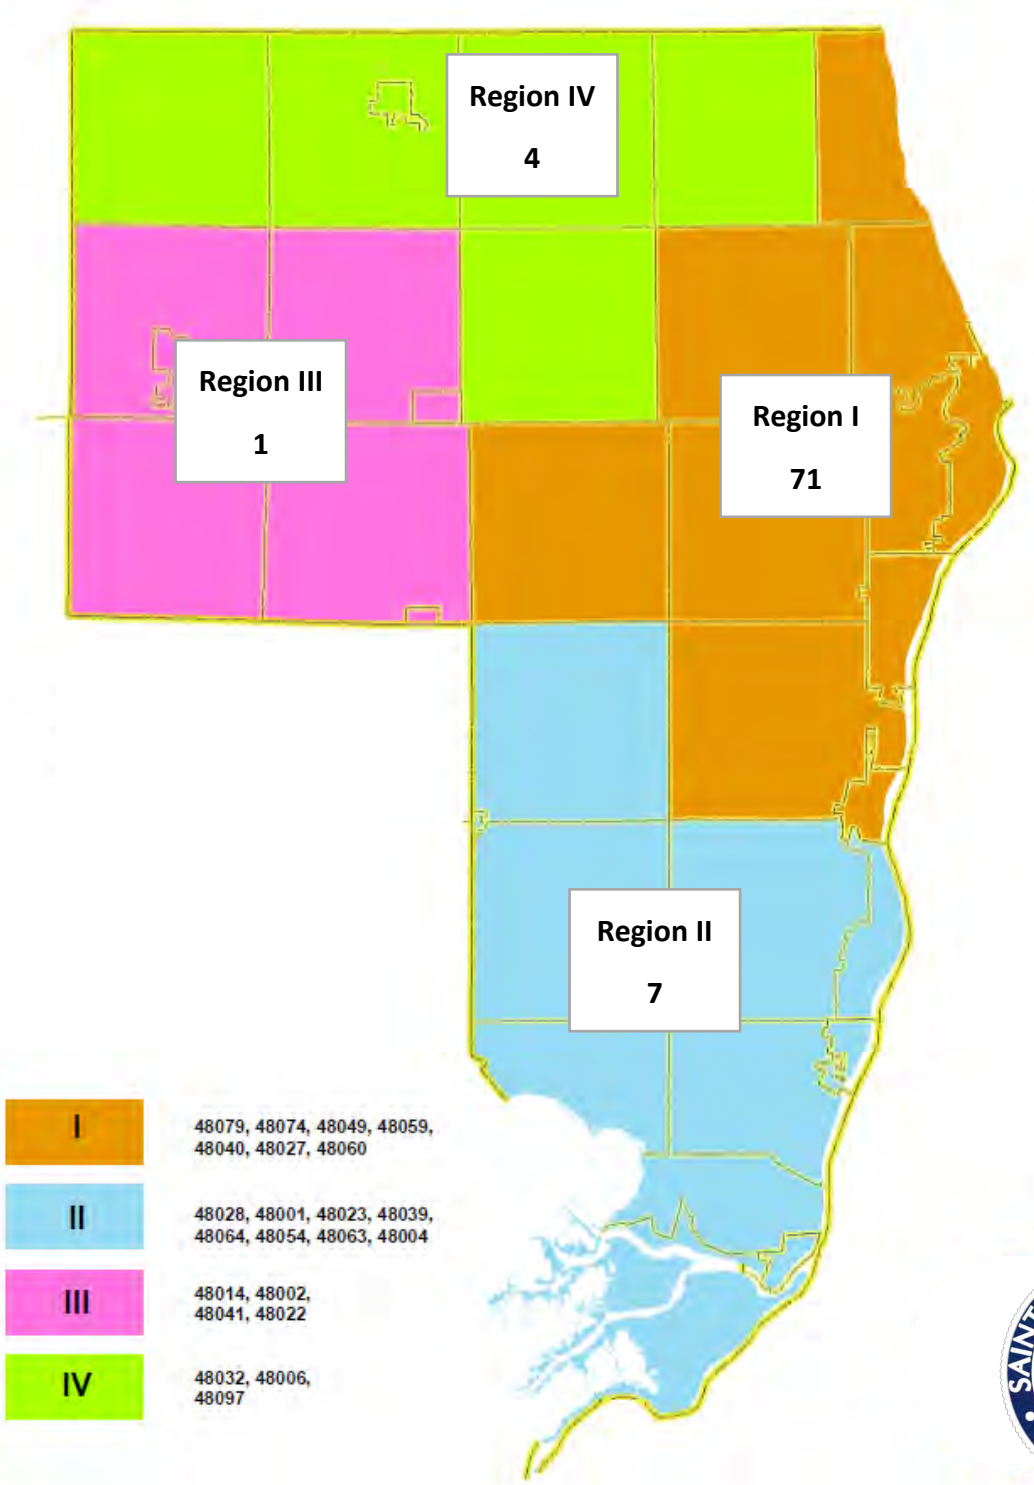 Region IV
4
Region III
1
Region I
71
Region II
7
I
48079, 48074, 48049, 48059,
48040, 48027, 48060
II
48028, 48001, 48023, 48039,
48064, 48054, 48063, 48004
III
48014, 48002,
48041, 48022
IV
48032, 48006,
48097
SAINT